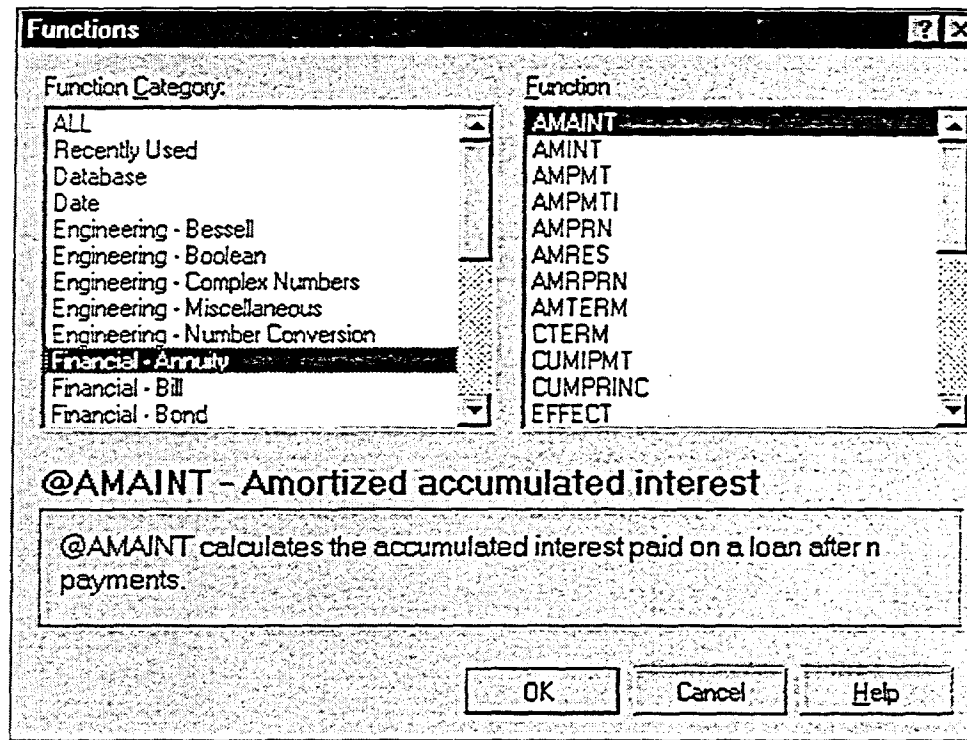 Functions
Function Category:
ALL
Recently Used
Database
Date
Engineering - Bessell
Engineering - Boolean
Engineering - Complex Numbers
Engineering - Miscellaneous
Engineering - Number Conversion
Financial - Annuity
Financial - Bill
Financial - Bond
Function
AMAINT
AMINT
AMPMT
AMPMTI
AMPRN
AMRES
AMRPRN
AMTERM
CTERM
CUMIPMT
CUMPRINC
EFFECT
@AMAINT - Amortized accumulated interest
@AMAINT calculates the accumulated interest paid on a loan after n
payments.
OK
Cancel
Help